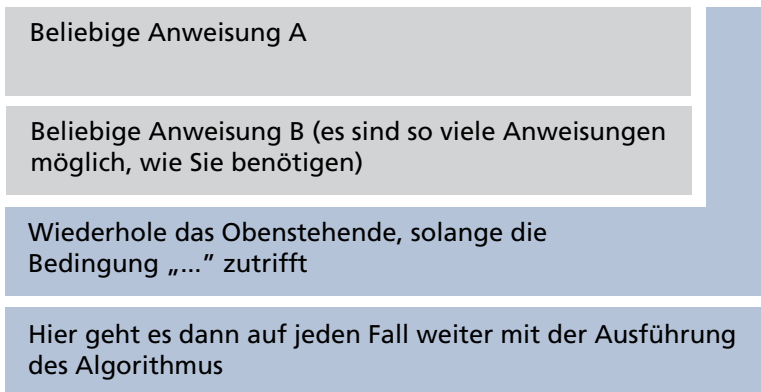 Beliebige Anweisung A
Beliebige Anweisung B (es sind so viele Anweisungen
möglich, wie Sie benötigen)
Wiederhole das Obenstehende, solange die
Bedingung „...” zutrifft
Hier geht es dann auf jeden Fall weiter mit der Ausführung
des Algorithmus